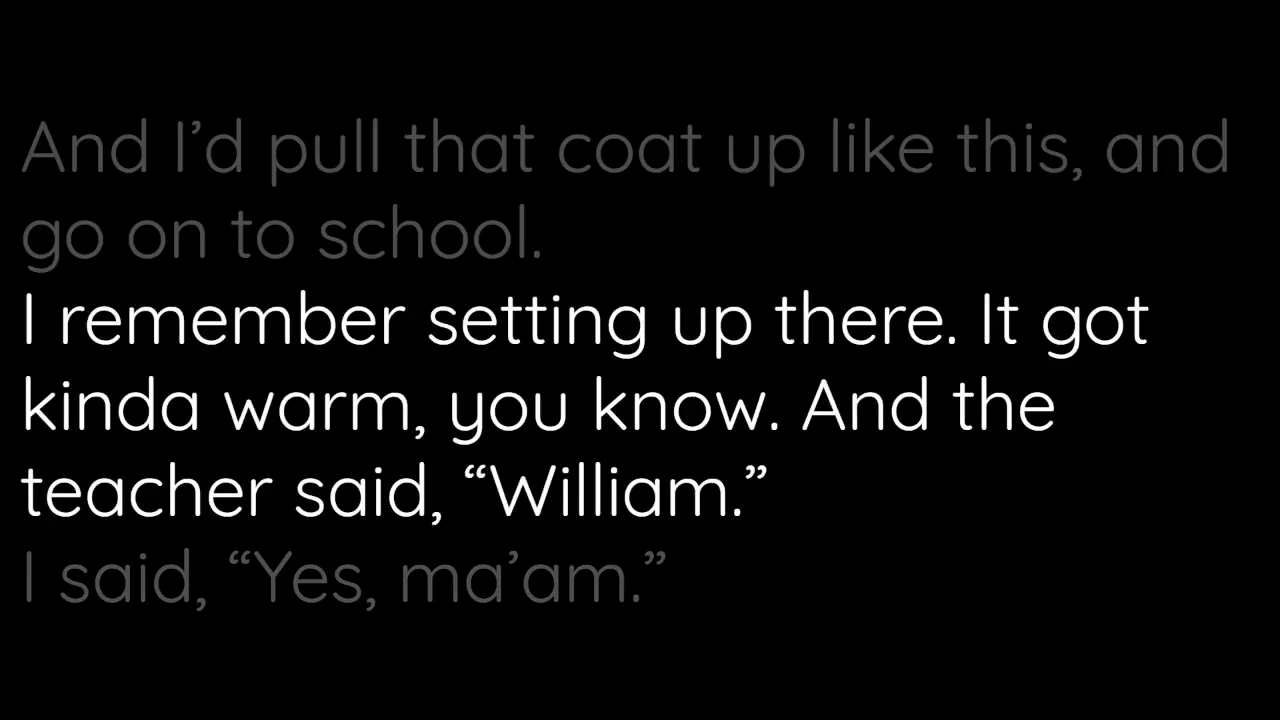 And I’d pull that coat up like this, and
go on to school.
I remember setting up there. It got
kinda warm, you know. And the
teacher said, “William.”
I said, “Yes, ma’am.”